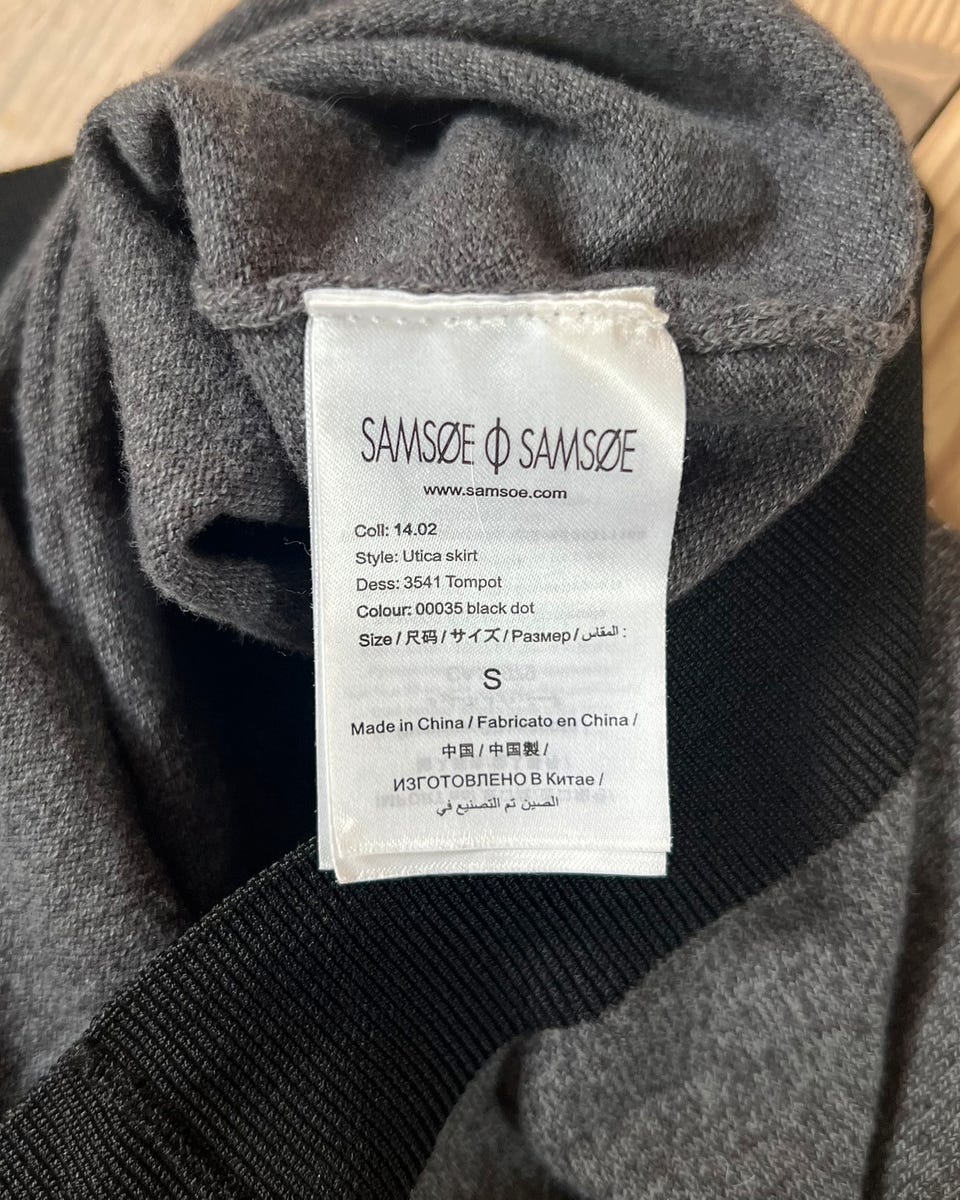 SAMSØE Φ SAMSØE
www.samsoe.com
Coll: 14.02
Style: Utica skirt
Dess: 3541 Tompot
Colour: 00035 black dot
Size / 尺码 / サイズ / Размер / المقاس :
S
Made in China / Fabricato en China /
中国 / 中国製 /
ИЗГОТОВЛЕНО В Китае /
الصين تم التصنيع في